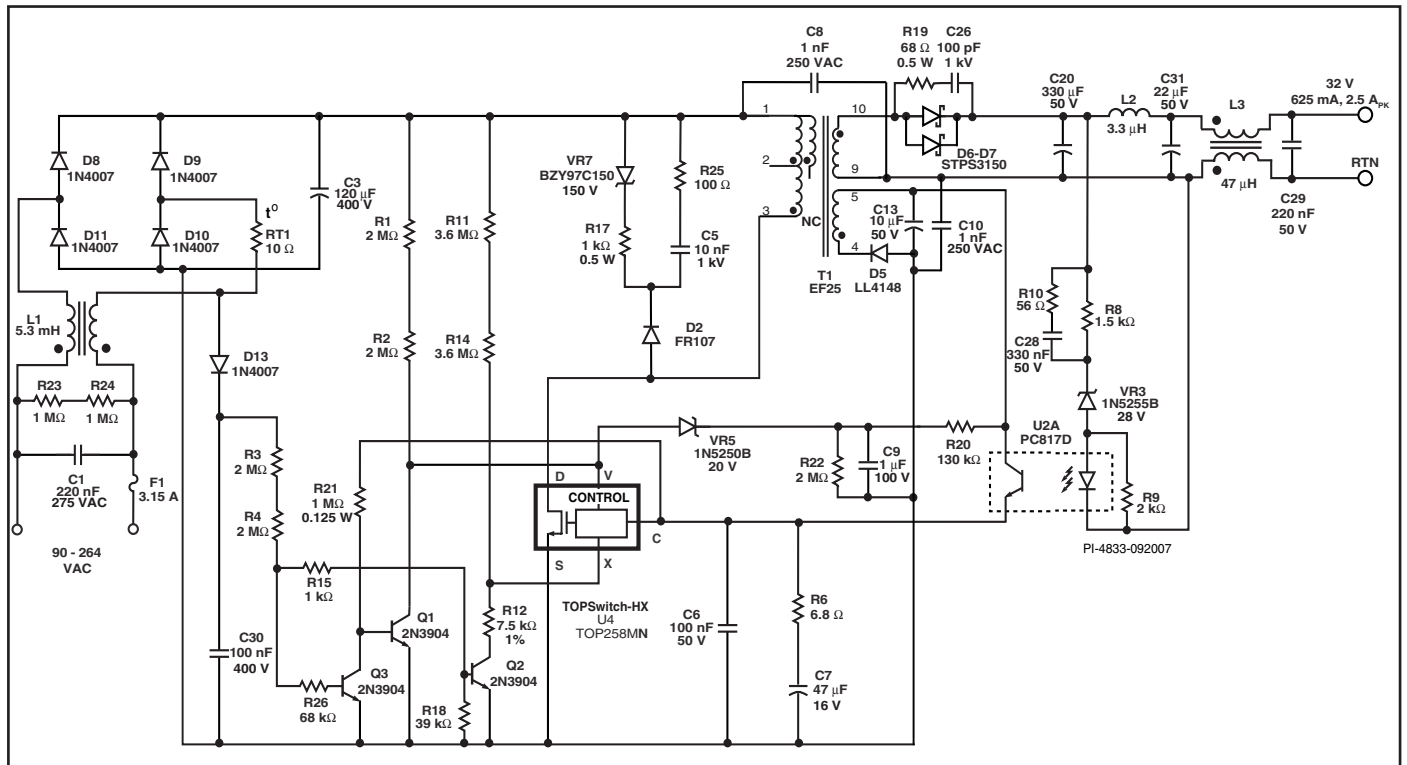 C8
1 nF
250 VAC
R19
68 Ω
0.5 W
C26
100 pF
1 kV
C20
330 μF
50 V
C31
22 μF
50 V
L2
3.3 μH
L3
47 μH
32 V
625 mA, 2.5 A_PK
RTN
C29
220 nF
50 V
D6-D7
STPS3150
1
2
3
NC
10
9
5
4
T1
EF25
D8
1N4007
D9
1N4007
D11
1N4007
D10
1N4007
C3
120 μF
400 V
t°
RT1
10 Ω
R1
2 MΩ
R11
3.6 MΩ
VR7
BZY97C150
150 V
R25
100 Ω
R17
1 kΩ
0.5 W
C5
10 nF
1 kV
C13
10 μF
50 V
C10
1 nF
250 VAC
D5
LL4148
L1
5.3 mH
D13
1N4007
R2
2 MΩ
R14
3.6 MΩ
D2
FR107
R10
56 Ω
R8
1.5 kΩ
C28
330 nF
50 V
VR3
1N5255B
28 V
R23
1 MΩ
R24
1 MΩ
C1
220 nF
275 VAC
F1
3.15 A
90 - 264
VAC
R3
2 MΩ
R4
2 MΩ
R21
1 MΩ
0.125 W
VR5
1N5250B
20 V
R22
2 MΩ
C9
1 μF
100 V
R20
130 kΩ
U2A
PC817D
R9
2 kΩ
PI-4833-092007
D
V
CONTROL
C
S
X
TOPSwitch-HX
U4
TOP258MN
R15
1 kΩ
R12
7.5 kΩ
1%
C6
100 nF
50 V
R6
6.8 Ω
C7
47 μF
16 V
C30
100 nF
400 V
Q1
2N3904
Q3
2N3904
Q2
2N3904
R26
68 kΩ
R18
39 kΩ